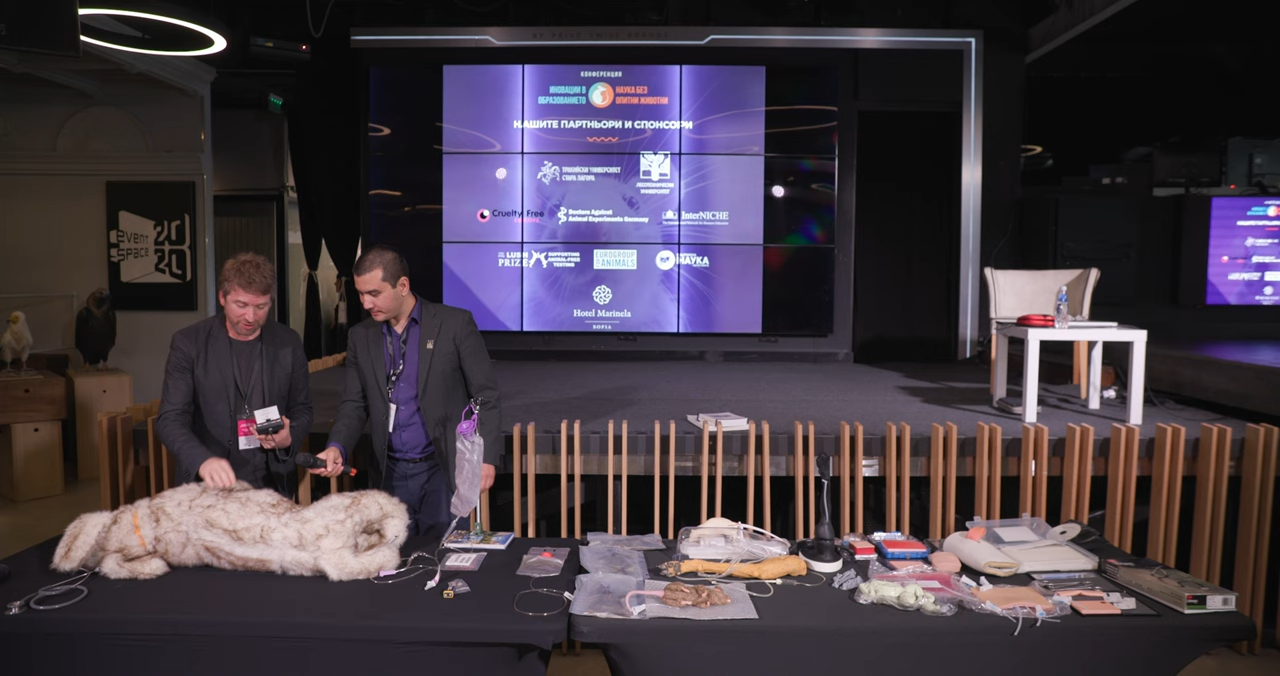 КОНФЕРЕНЦИЯ
ИНОВАЦИИ В
ОБРАЗОВАНИЕТО
НАУКА БЕЗ
ОПИТНИ ЖИВОТНИ
НАШИТЕ ПАРТНЬОРИ И СПОНСОРИ
ТРАКИЙСКИ УНИВЕРСИТЕТ
СТАРА ЗАГОРА
ЛЕСОТЕХНИЧЕСКИ
УНИВЕРСИТЕТ
Cruelty Free
Doctors Against
Animal Experiments Germany
InterNICHE
LUSH
PRIZE
SUPPORTING
ANIMAL-FREE
TESTING
EUROGROUP
FOR ANIMALS
НАУКА
Hotel Marinela
SOFIA
event
space
2020